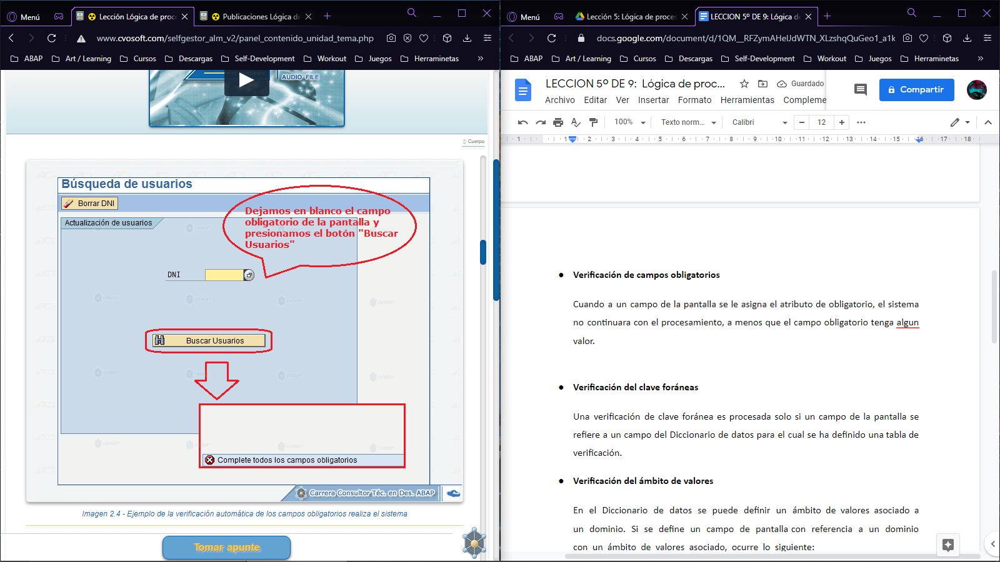 Menú
Lección Lógica de proc
Publicaciones Lógica de
www.cvosoft.com/selfgestor_alm_v2/panel_contenido_unidad_tema.php
ABAP
Art / Learning
Cursos
Descargas
Self-Development
Workout
Juegos
Herraminetas
AUDIO FILE
Cuerpo
Búsqueda de usuarios
Borrar DNI
Actualización de usuarios
Dejamos en blanco el campo
obligatorio de la pantalla y
presionamos el botón "Buscar
Usuarios"
DNI
Buscar Usuarios
Complete todos los campos obligatorios
Carrera Consultor Téc. en Des. ABAP
Imagen 2.4 - Ejemplo de la verificación automática de los campos obligatorios realiza el sistema
Tomar apunte
Menú
Lección 5: Lógica de proces
LECCION 5º DE 9: Lógica d
docs.google.com/document/d/1QM__RFZymAHelJdWTN_XLzshqQuGeo1_a1k
ABAP
Art / Learning
Cursos
Descargas
Self-Development
Workout
Juegos
Herraminetas
LECCION 5º DE 9: Lógica de proc...
Guardado
Compartir
Archivo Editar Ver Insertar Formato Herramientas Compleme
100% Texto norm... Calibri 12
1 1 2 3 4 5 6 7 8 9 10 11 12 13 14 15 16 17 18
● Verificación de campos obligatorios
Cuando a un campo de la pantalla se le asigna el atributo de obligatorio, el sistema
no continuara con el procesamiento, a menos que el campo obligatorio tenga algun
valor.
● Verificación del clave foráneas
Una verificación de clave foránea es procesada solo si un campo de la pantalla se
refiere a un campo del Diccionario de datos para el cual se ha definido una tabla de
verificación.
● Verificación del ámbito de valores
En el Diccionario de datos se puede definir un ámbito de valores asociado a
un dominio. Si se define un campo de pantalla con referencia a un dominio
con un ámbito de valores asociado, ocurre lo siguiente: